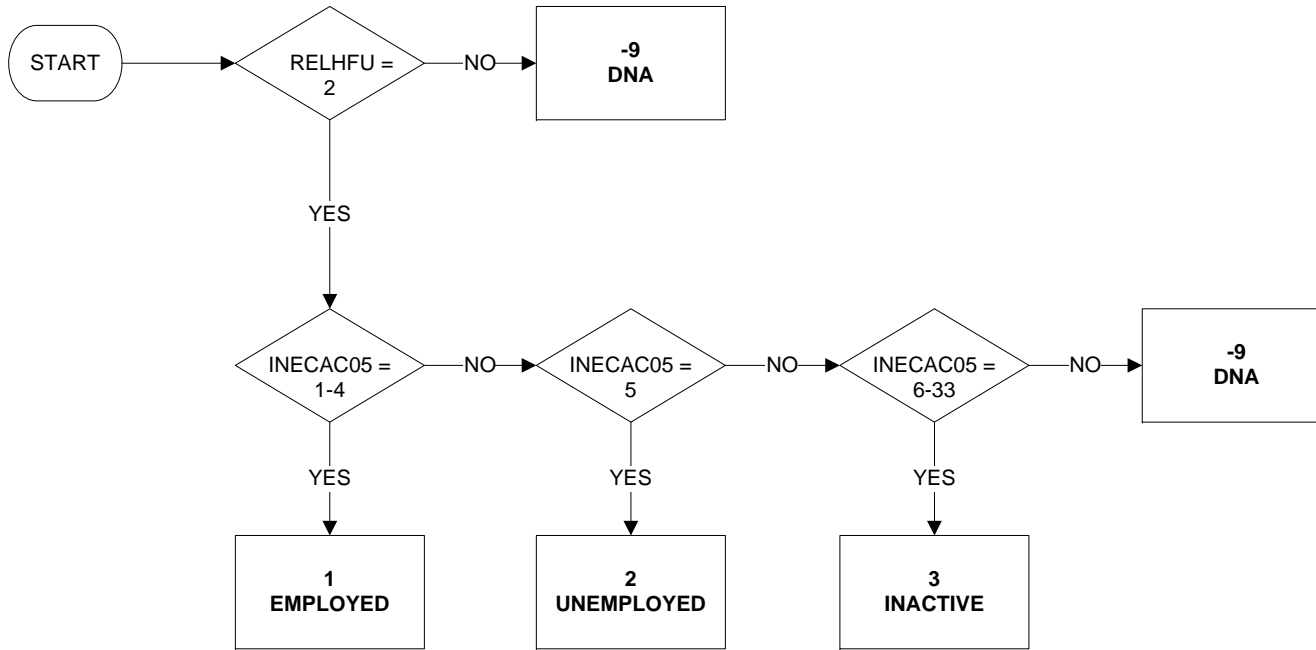 START
RELHFU =
2
NO
-9
DNA
YES
INECAC05 =
1-4
NO
INECAC05 =
5
NO
INECAC05 =
6-33
NO
-9
DNA
YES
YES
YES
1
EMPLOYED
2
UNEMPLOYED
3
INACTIVE